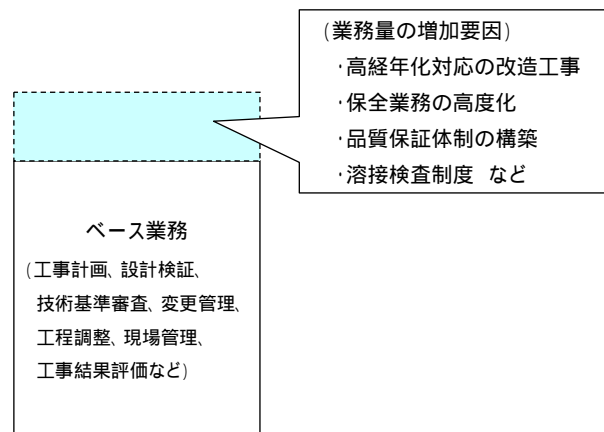 (業務量の増加要因)
・高経年化対応の改造工事
・保全業務の高度化
・品質保証体制の構築
・溶接検査制度 など
ベース業務
(工事計画、設計検証、
技術基準審査、変更管理、
工程調整、現場管理、
工事結果評価など)